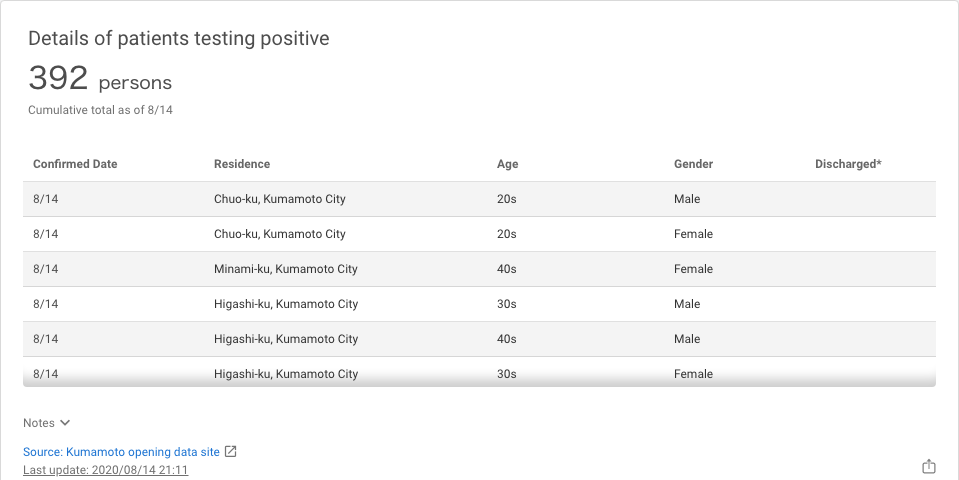 Details of patients testing positive
392 persons
Cumulative total as of 8/14
Confirmed Date Residence Age Gender Discharged*
8/14 Chuo-ku, Kumamoto City 20s Male
8/14 Chuo-ku, Kumamoto City 20s Female
8/14 Minami-ku, Kumamoto City 40s Female
8/14 Higashi-ku, Kumamoto City 30s Male
8/14 Higashi-ku, Kumamoto City 40s Male
8/14 Higashi-ku, Kumamoto City 30s Female
Notes
Source: Kumamoto opening data site
Last update: 2020/08/14 21:11